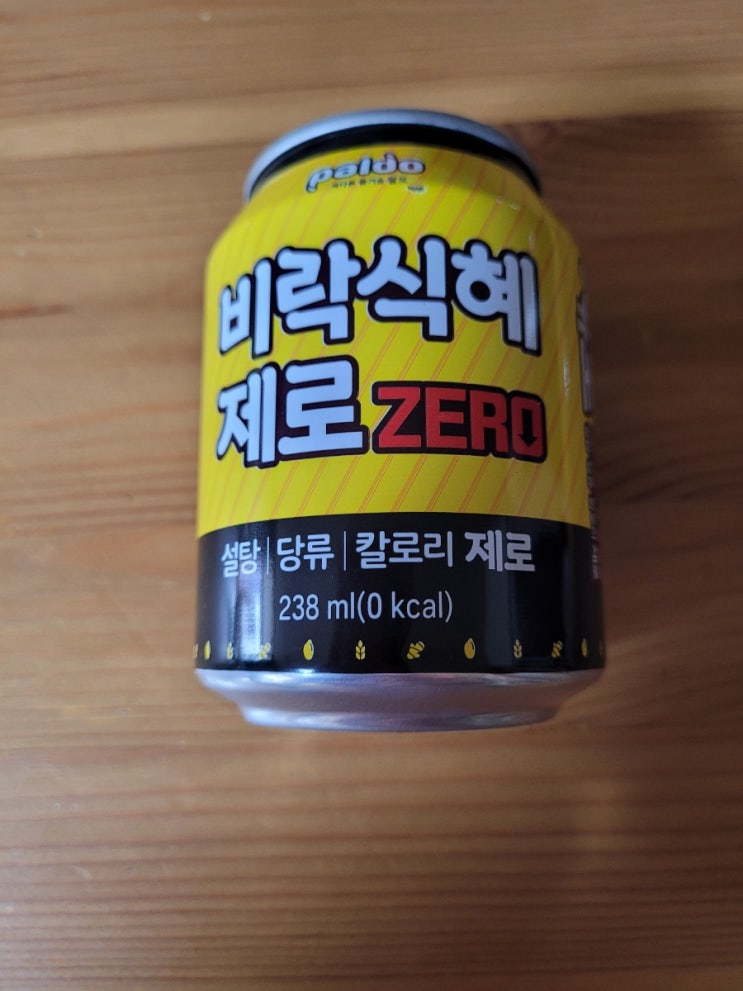 paldo
비락식혜
제로 ZERO
설탕 | 당류 | 칼로리 제로
238 ml(0 kcal)